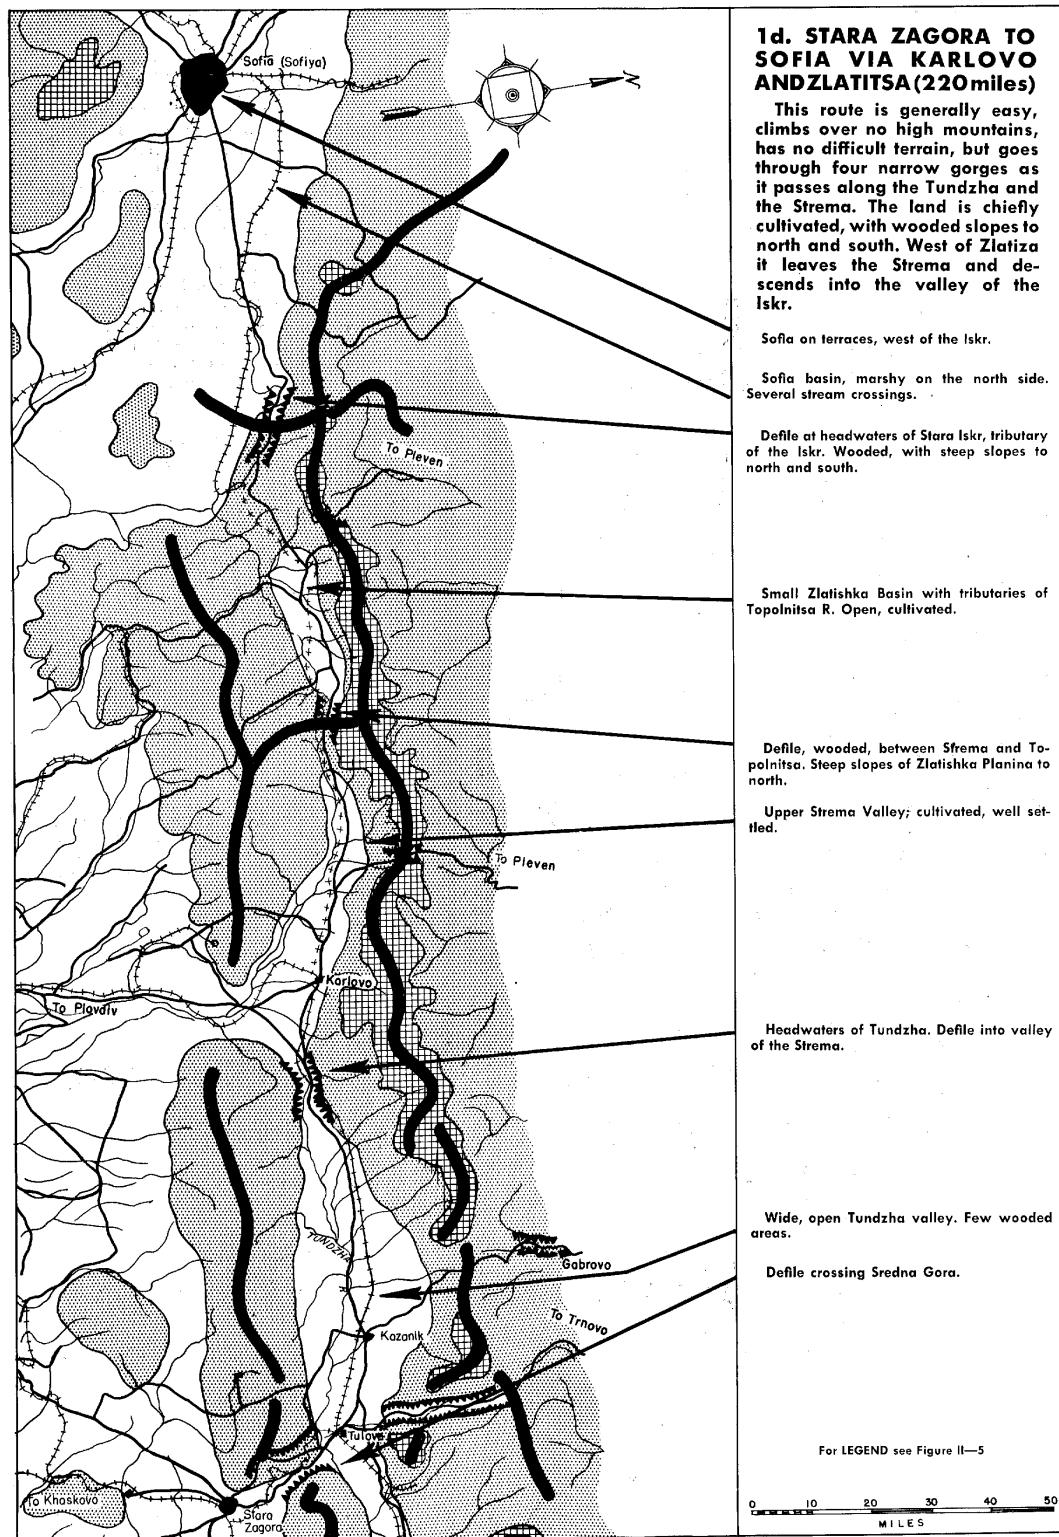 1d. STARA ZAGORA TO
SOFIA VIA KARLOVO
ANDZLATITSA (220 miles)
This route is generally easy,
climbs over no high mountains,
has no difficult terrain, but goes
through four narrow gorges as
it passes along the Tundzha and
the Strema. The land is chiefly
cultivated, with wooded slopes to
north and south. West of Zlatiza
it leaves the Strema and de-
scends into the valley of the
Iskr.
Sofia on terraces, west of the Iskr.
Sofia basin, marshy on the north side.
Several stream crossings.
Defile at headwaters of Stara Iskr, tributary
of the Iskr. Wooded, with steep slopes to
north and south.
Small Zlatishka Basin with tributaries of
Topolnitsa R. Open, cultivated.
Defile, wooded, between Strema and To-
polnitsa. Steep slopes of Zlatishka Planina to
north.
Upper Strema Valley; cultivated, well set-
tled.
Headwaters of Tundzha. Defile into valley
of the Strema.
Wide, open Tundzha valley. Few wooded
areas.
Defile crossing Sredna Gora.
For LEGEND see Figure II—5
0 10 20 30 40 50
MILES
Sofia (Sofiya)
N
To Pleven
To Pleven
Karlovo
To Plovdiv
TUNDZHA
Gabrovo
To Trnovo
Kazanlk
Tulovo
To Khaskovo
Stara
Zagora